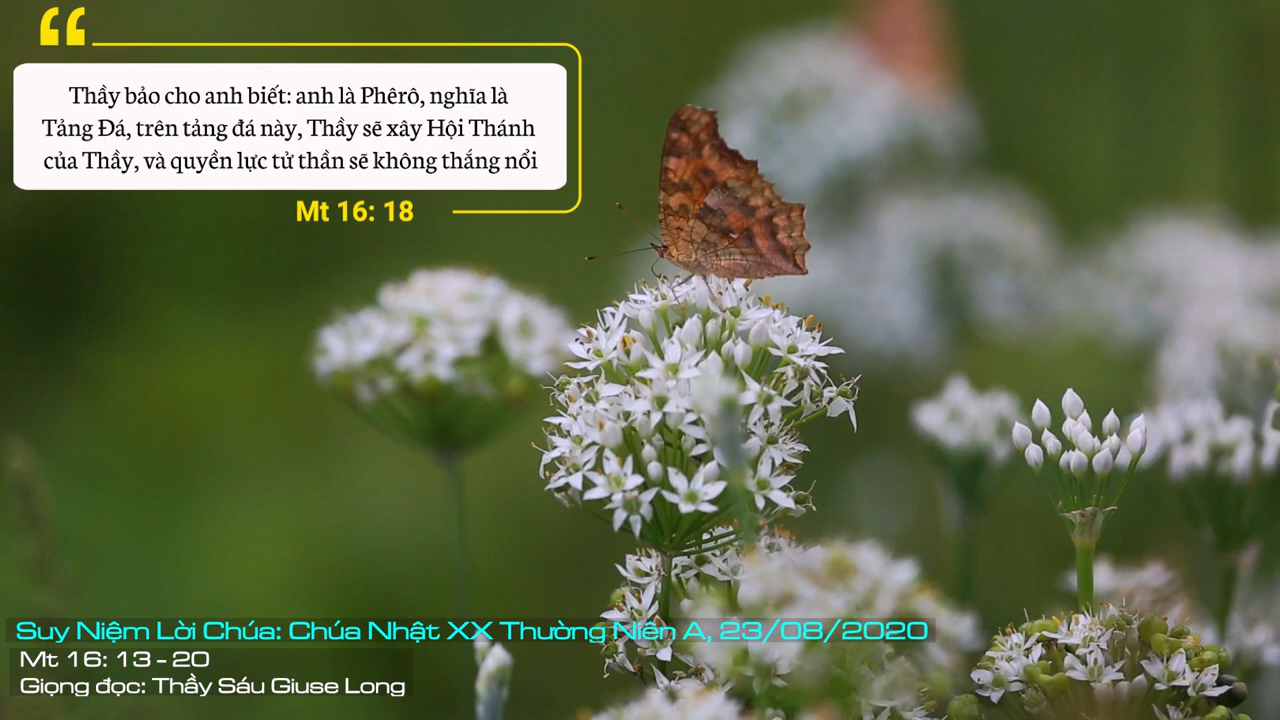 Thầy bảo cho anh biết: anh là Phêrô, nghĩa là
Tảng Đá, trên tảng đá này, Thầy sẽ xây Hội Thánh
của Thầy, và quyền lực tử thần sẽ không thắng nổi
Mt 16: 18
Suy Niệm Lời Chúa: Chúa Nhật XX Thường Niên A, 23/08/2020
Mt 16: 13 - 20
Giọng đọc: Thầy Sáu Giuse Long